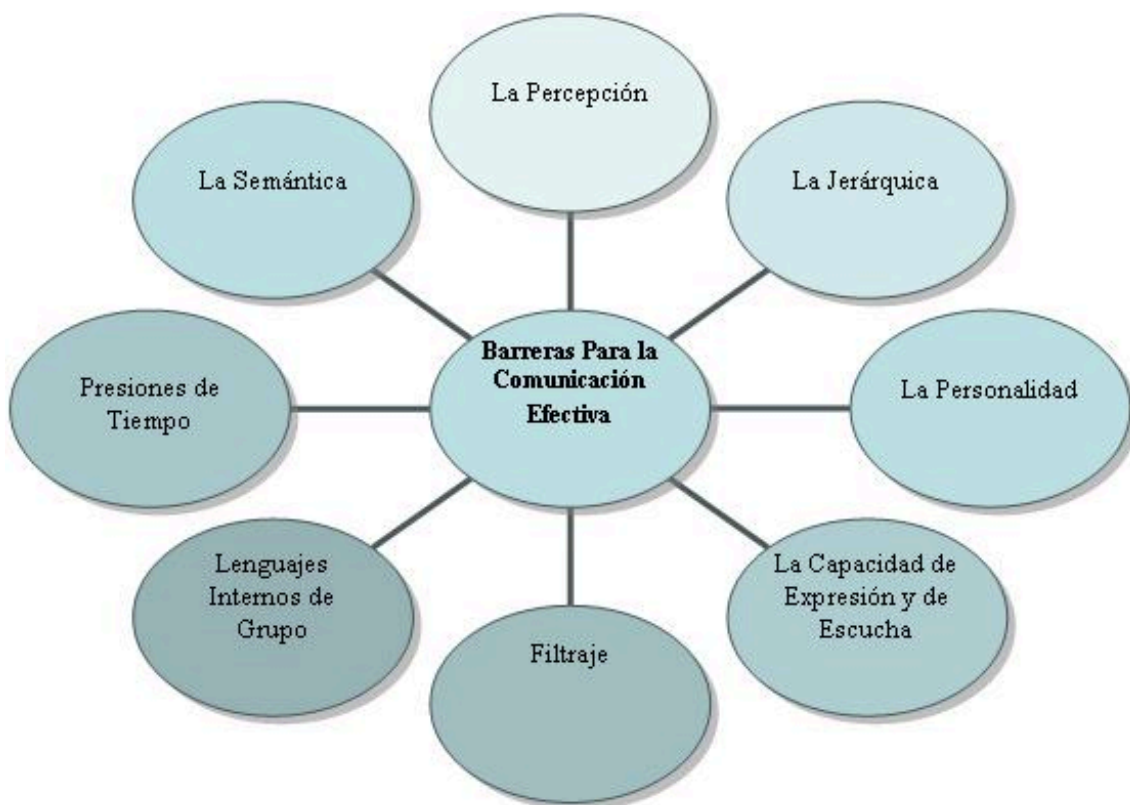 La Percepción
La Semántica
La Jerárquica
Barreras Para la
Comunicación
Efectiva
Presiones de
Tiempo
La Personalidad
Lenguajes
Internos de
Grupo
La Capacidad de
Expresión y de
Escucha
Filtraje